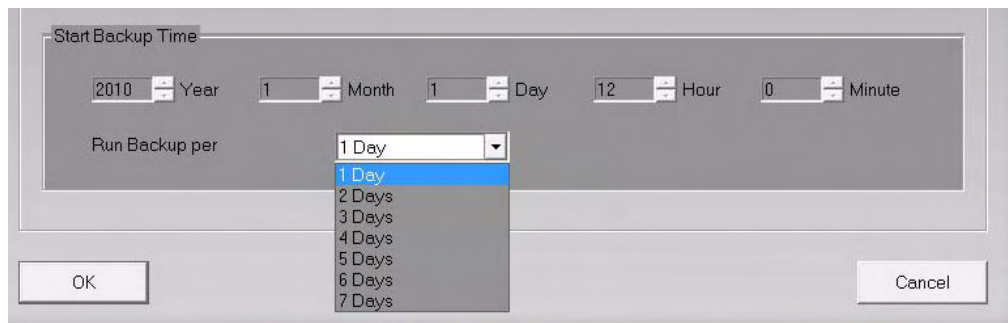 Start Backup Time
2010 Year 1 Month 1 Day 12 Hour 0 Minute
Run Backup per 1 Day
1 Day
2 Days
3 Days
4 Days
5 Days
6 Days
7 Days
OK Cancel